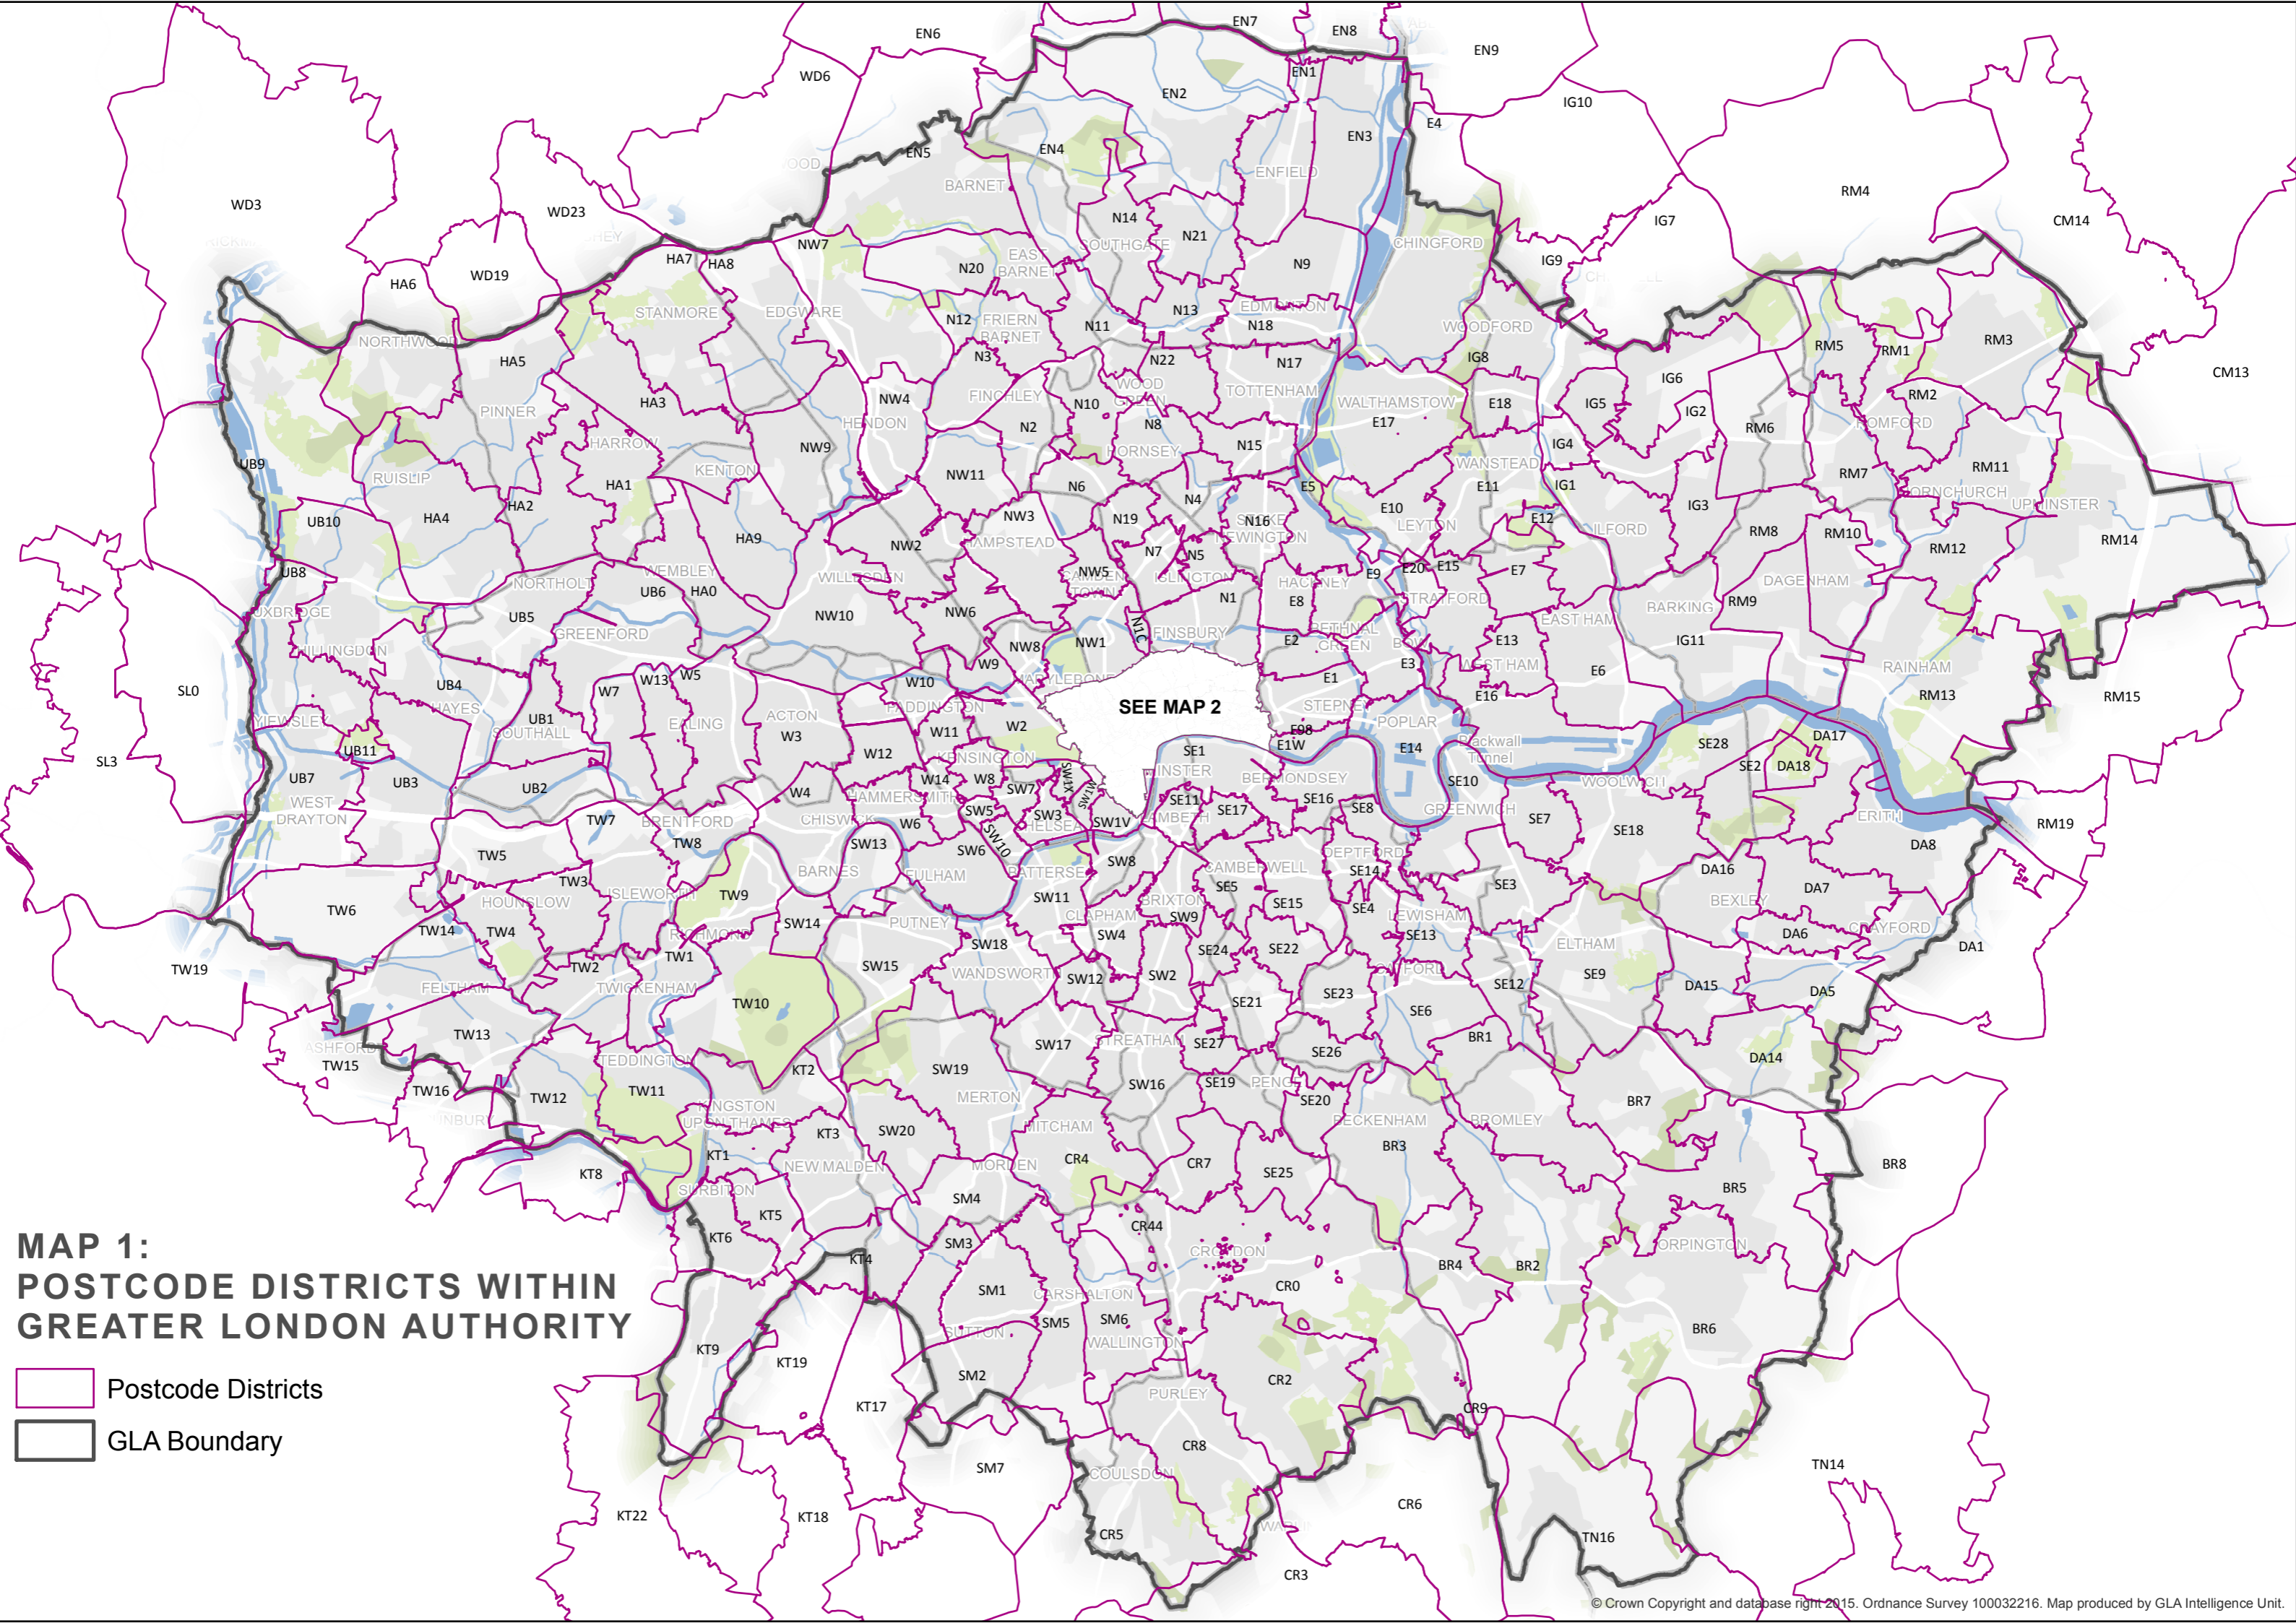 EN7
EN8
EN6
EN9
WD6
EN1
EN2
IG10
E4
EN3
EN5
EN4
ENFIELD
BARNET
RM4
WD3
WD23
N14
IG7
CM14
N21
SOUTHGATE
CHINGFORD
NW7
HA7
HA8
EAST
BARNET
N20
N9
IG9
WD19
HA6
STANMORE
EDGWARE
N13
EDMONTON
N12
FRIERN
BARNET
N11
N18
WOODFORD
NORTHWOOD
RM5
RM1
RM3
HA5
N3
N22
N17
IG8
CM13
IG6
WOOD
GREEN
TOTTENHAM
FINCHLEY
NW4
HA3
N10
WALTHAMSTOW
E18
IG5
IG2
RM2
PINNER
HENDON
N2
N8
E17
RM6
ROMFORD
HARROW
NW9
HORNSEY
N15
IG4
UB9
KENTON
WANSTEAD
RM11
RM7
RUISLIP
HA1
NW11
N6
E5
E11
IG1
UPMINSTER
HA2
N4
IG3
HA4
UB10
NW3
N19
N16
E10
LEYTON
E12
ILFORD
RM8
RM10
HA9
NW2
N7
N5
RM12
RM14
UB8
NORTHOLT
WEMBLEY
WILLESDEN
NW5
CAMDEN
TOWN
ISLINGTON
HACKNEY
E9
E20
E15
E7
DAGENHAM
UB6
HA0
N1
E8
STRATFORD
BARKING
RM9
UB5
NW10
NW6
N1C
EAST HAM
GREENFORD
FINSBURY
E2
BETHNAL
GREEN
BOW
E13
IG11
HILLINGDON
NW8
NW1
W9
E3
WEST HAM
E6
RAINHAM
SL0
UB4
HAYES
W7
W13
W5
W10
E1
E16
RM13
RM15
SEE MAP 2
PADDINGTON
STEPNEY
YIEWSLEY
UB1
SOUTHALL
EALING
ACTON
W3
W11
W2
POPLAR
E98
E1W
E14
Blackwall
Tunnel
SE28
DA17
UB11
W12
KENSINGTON
SE1
SL3
UB7
UB3
UB2
W14
W8
SW7
SW1X
SW1W
BERMONDSEY
SE10
WOOLWICH
SE2
DA18
WEST
DRAYTON
W4
HAMMERSMITH
SW5
SW3
SE11
SE17
SE16
SE8
GREENWICH
TW7
BRENTFORD
CHISWICK
W6
SW10
SW1V
SE7
SE18
ERITH
RM19
TW8
SW13
SW6
TW5
SW8
CAMBERWELL
DEPTFORD
DA8
BARNES
FULHAM
SE14
DA16
TW3
SE5
SE3
DA7
ISLEWORTH
TW9
SW11
BRIXTON
SE15
HOUNSLOW
BEXLEY
TW6
CLAPHAM
SW9
SE4
LEWISHAM
SW14
PUTNEY
CRAYFORD
TW14
TW4
RICHMOND
SW4
SE13
DA6
SW18
SE24
SE22
ELTHAM
DA1
TW19
TW2
TW1
SW15
WANDSWORTH
SW12
SW2
CATFORD
SE9
FELTHAM
TWICKENHAM
SE12
DA15
DA5
TW10
SE21
SE23
SE6
TW13
SW17
STREATHAM
SE27
SE26
BR1
ASHFORD
TEDDINGTON
DA14
TW15
SW19
KT2
TW16
TW11
TW12
SW16
SE19
PENGE
MERTON
SE20
BR7
KINGSTON
UPON THAMES
MITCHAM
BECKENHAM
BROMLEY
KT3
SW20
BR3
KT1
NEW MALDEN
MORDEN
CR4
CR7
SE25
BR8
KT8
SURBITON
SM4
BR5
KT5
CR44
KT6
SM3
CROYDON
ORPINGTON
MAP 1:
POSTCODE DISTRICTS WITHIN
GREATER LONDON AUTHORITY
KT4
BR4
BR2
SM1
CARSHALTON
CR0
SM5
SM6
SUTTON
WALLINGTON
BR6
KT9
KT19
SM2
Postcode Districts
PURLEY
CR2
KT17
CR9
GLA Boundary
CR8
SM7
COULSDON
TN14
KT22
KT18
CR6
CR5
TN16
CR3
© Crown Copyright and database right 2015. Ordnance Survey 100032216. Map produced by GLA Intelligence Unit.